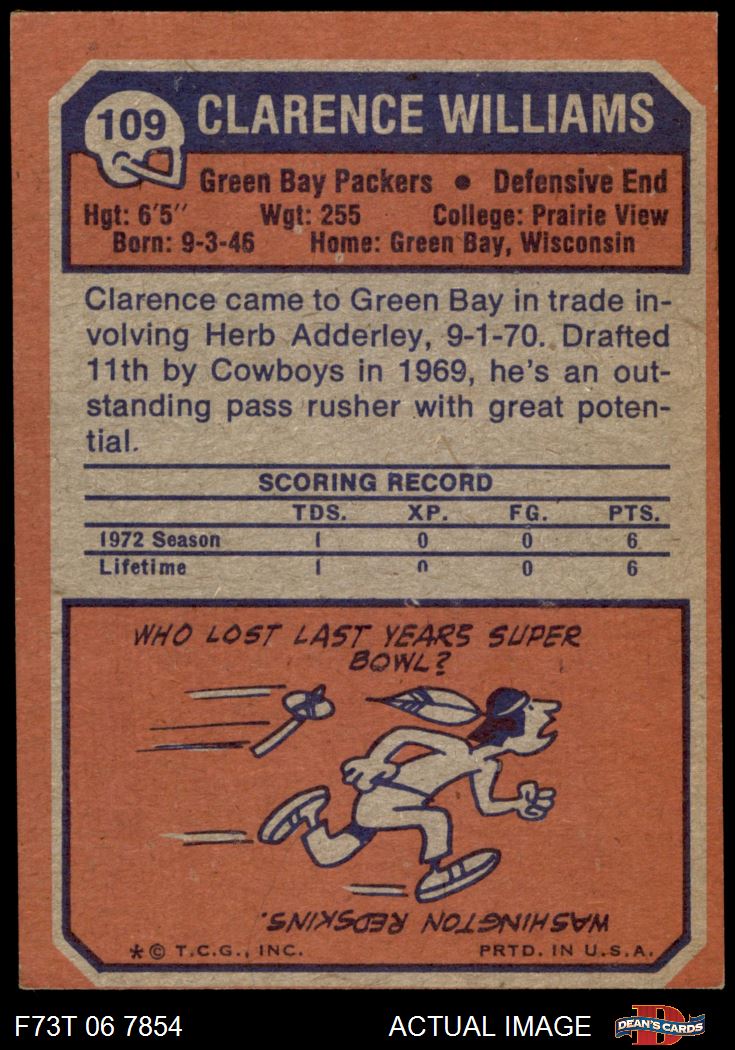 109
CLARENCE WILLIAMS
Green Bay Packers • Defensive End
Hgt: 6'5" Wgt: 255 College: Prairie View
Born: 9-3-46 Home: Green Bay, Wisconsin
Clarence came to Green Bay in trade in-
volving Herb Adderley, 9-1-70. Drafted
11th by Cowboys in 1969, he's an out-
standing pass rusher with great poten-
tial.
SCORING RECORD
TDS. XP. FG. PTS.
1972 Season 1 0 0 6
Lifetime 1 0 0 6
WHO LOST LAST YEARS SUPER
BOWL?
WASHINGTON REDSKINS.
*© T.C.G., INC. PRTD. IN U.S.A.
F73T 06 7854 ACTUAL IMAGE DEAN'S CARDS